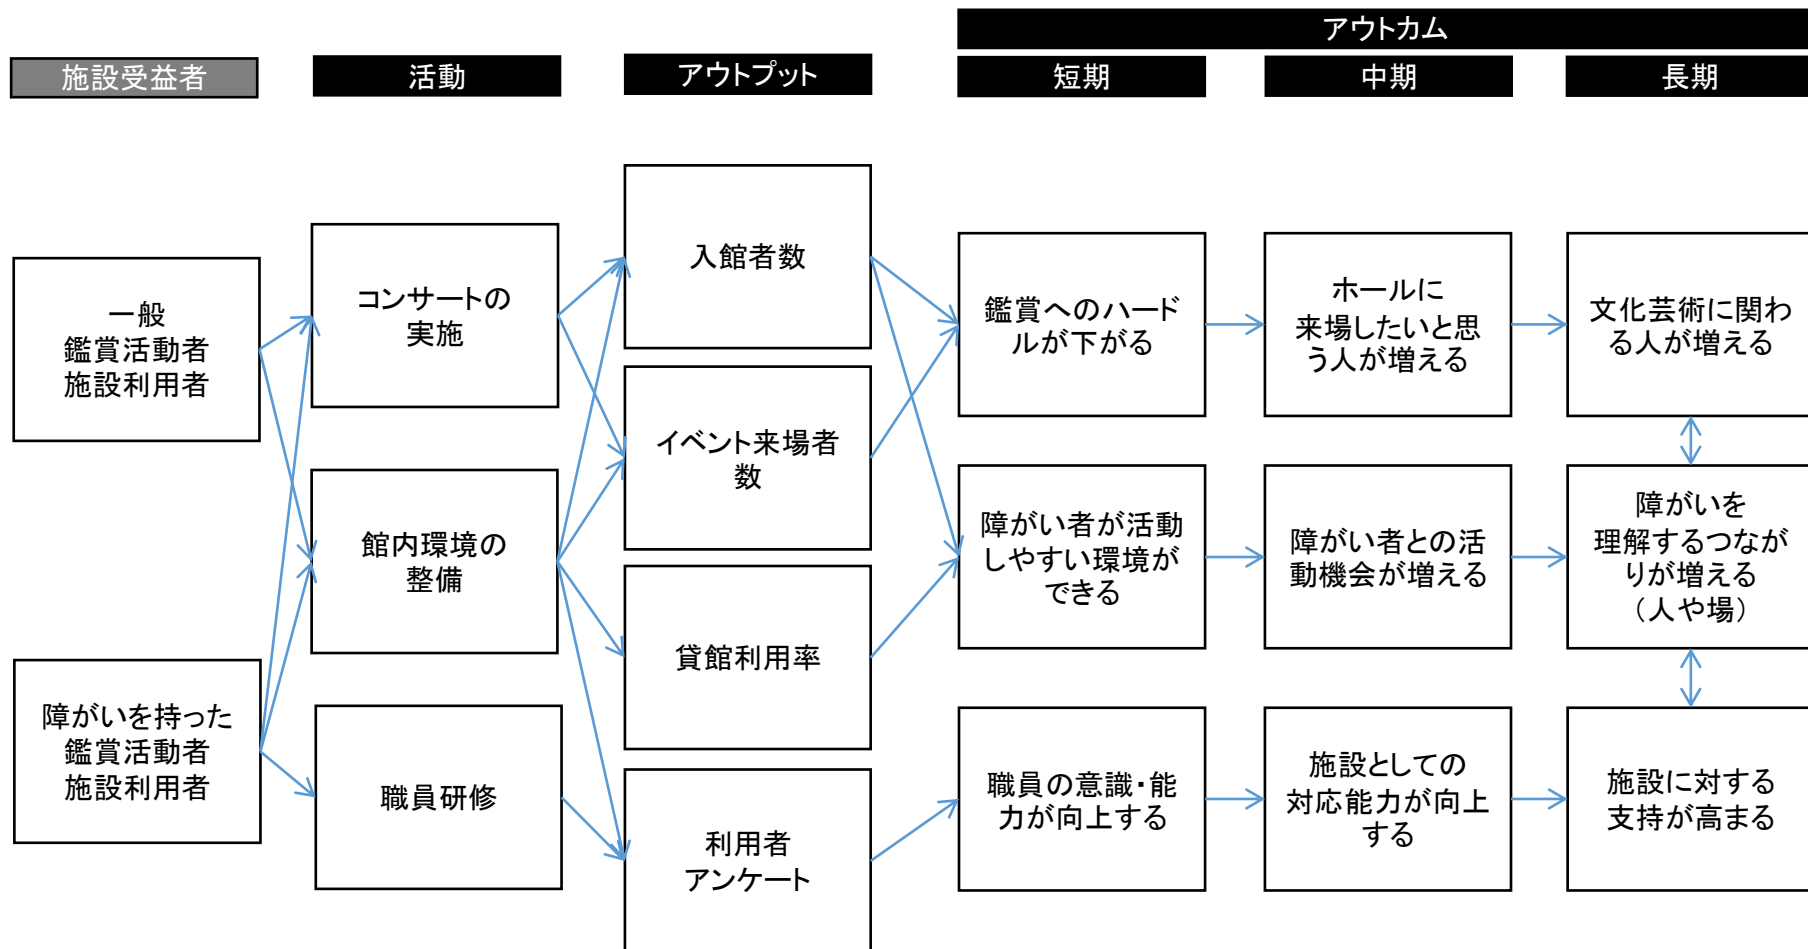 アウトカム
施設受益者
活動
アウトプット
短期
中期
長期
一般
鑑賞活動者
施設利用者
障がいを持った
鑑賞活動者
施設利用者
コンサートの
実施
館内環境の
整備
職員研修
入館者数
イベント来場者
数
貸館利用率
利用者
アンケート
鑑賞へのハード
ルが下がる
障がい者が活動
しやすい環境が
できる
職員の意識・能
力が向上する
ホールに
来場したいと思
う人が増える
障がい者との活
動機会が増える
施設としての
対応能力が向上
する
文化芸術に関わ
る人が増える
障がいを
理解するつなが
りが増える
（人や場）
施設に対する
支持が高まる